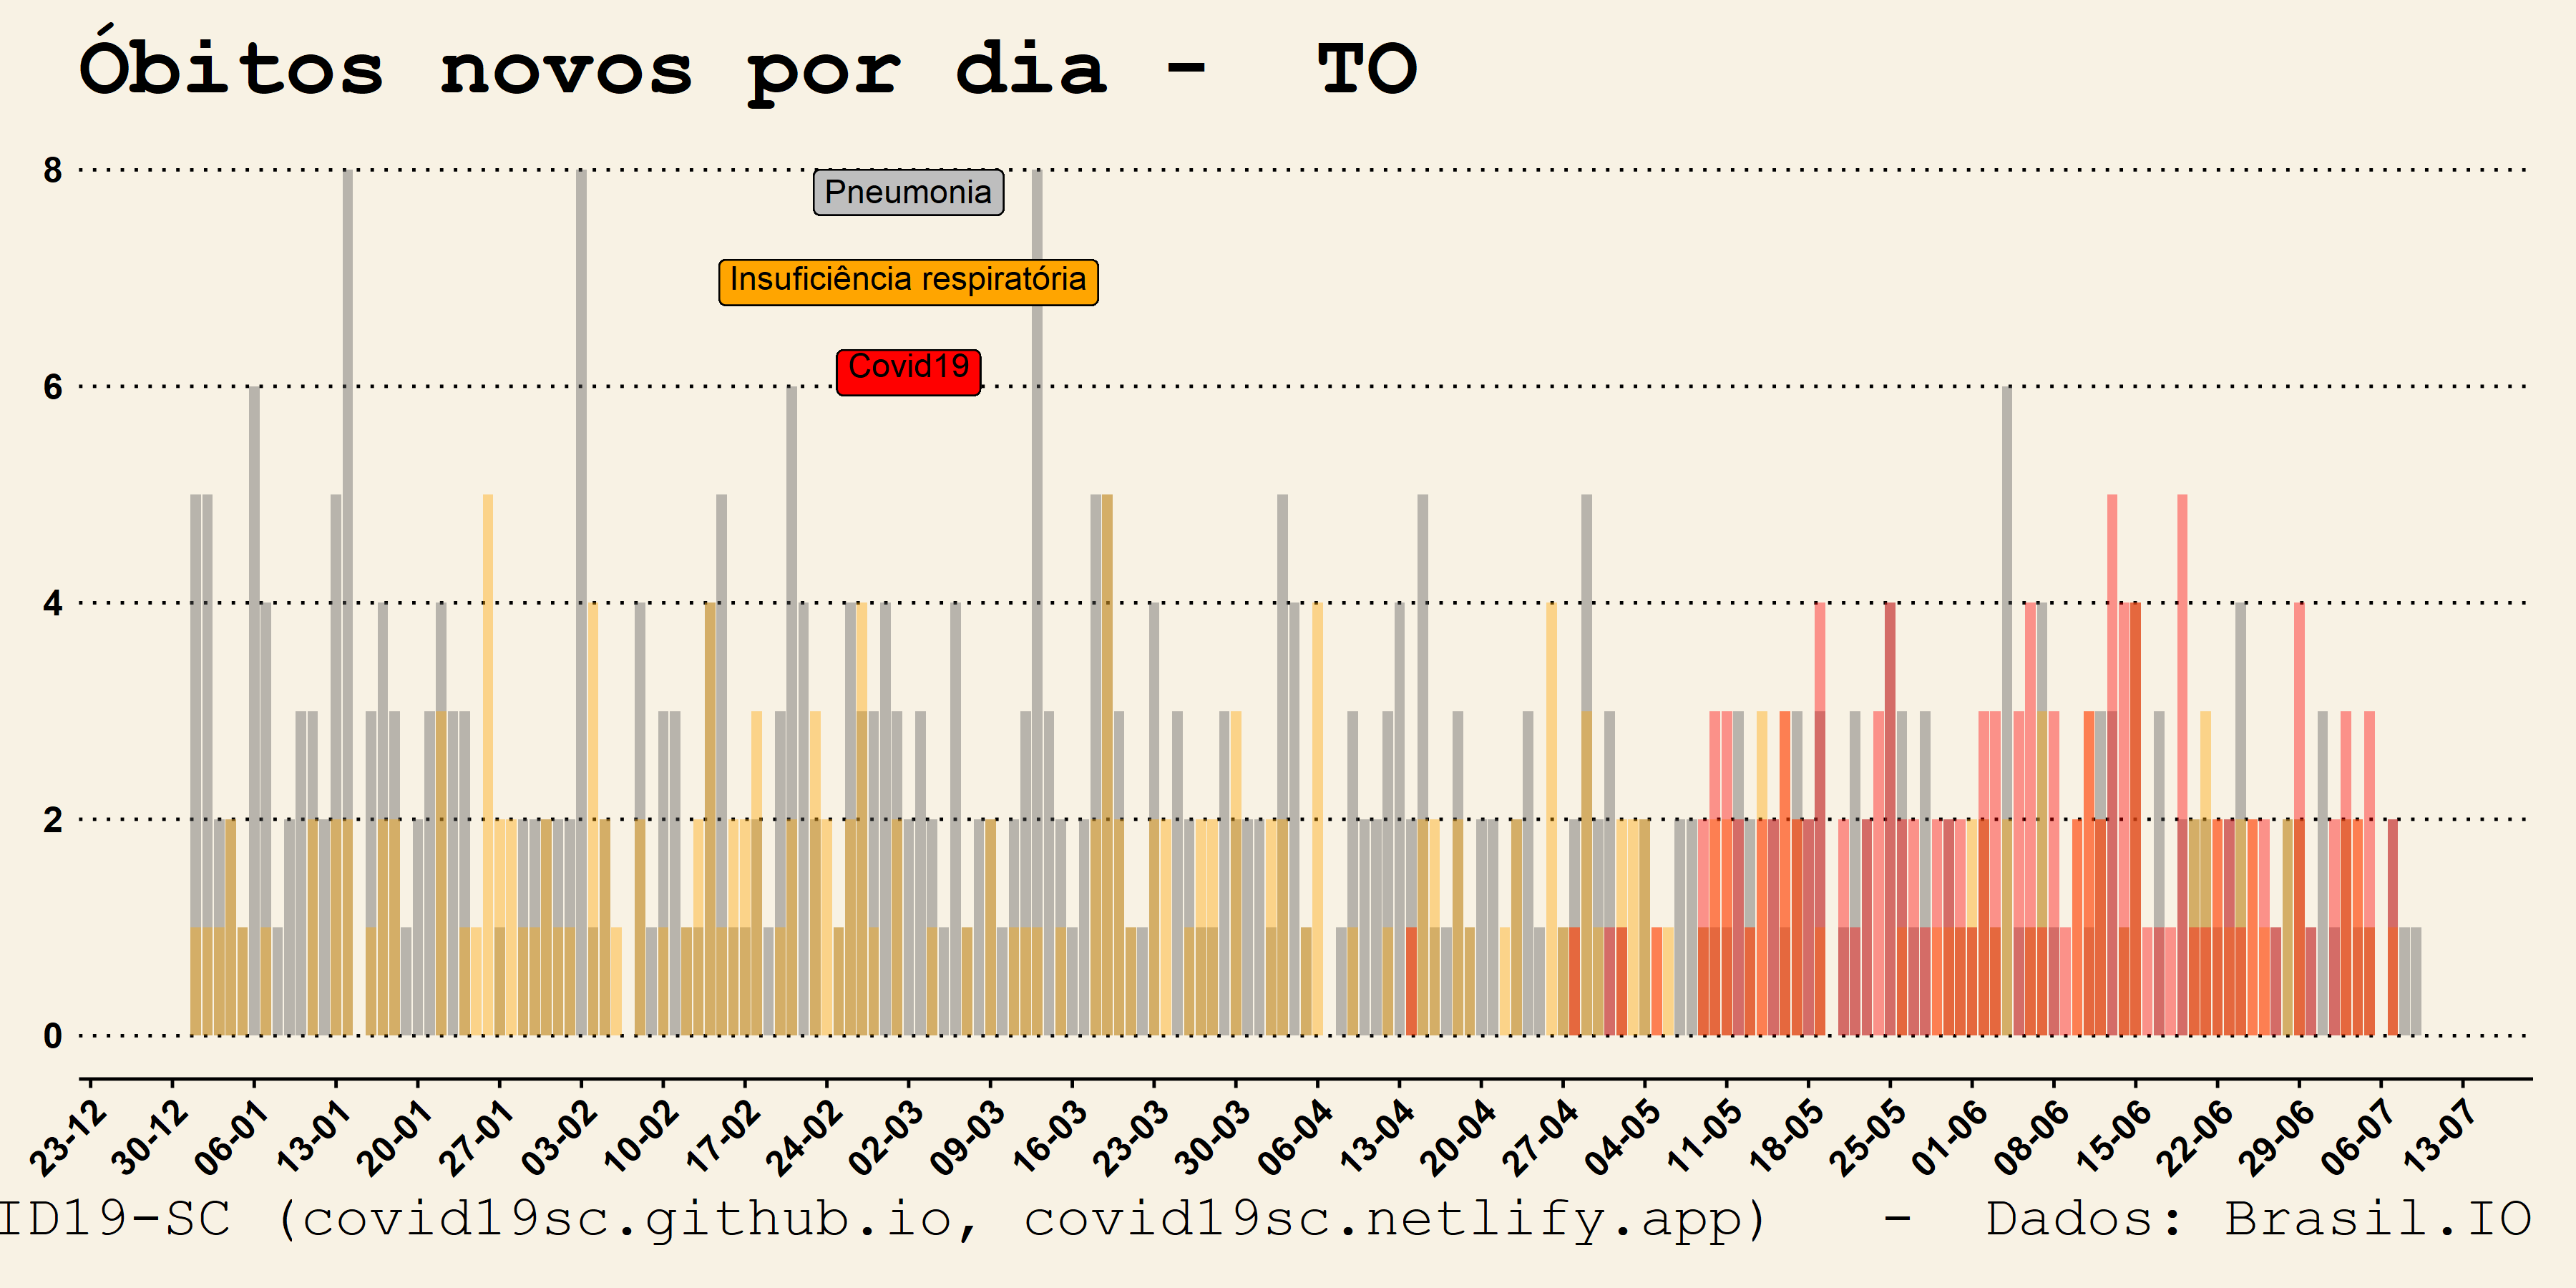 Óbitos novos por dia - TO
8
Pneumonia
Insuficiência respiratória
Covid19
6
4
2
0
23-12 30-12 06-01 13-01 20-01 27-01 03-02 10-02 17-02 24-02 02-03 09-03 16-03 23-03 30-03 06-04 13-04 20-04 27-04 04-05 11-05 18-05 25-05 01-06 08-06 15-06 22-06 29-06 06-07 13-07
ID19-SC (covid19sc.github.io, covid19sc.netlify.app) - Dados: Brasil.IO